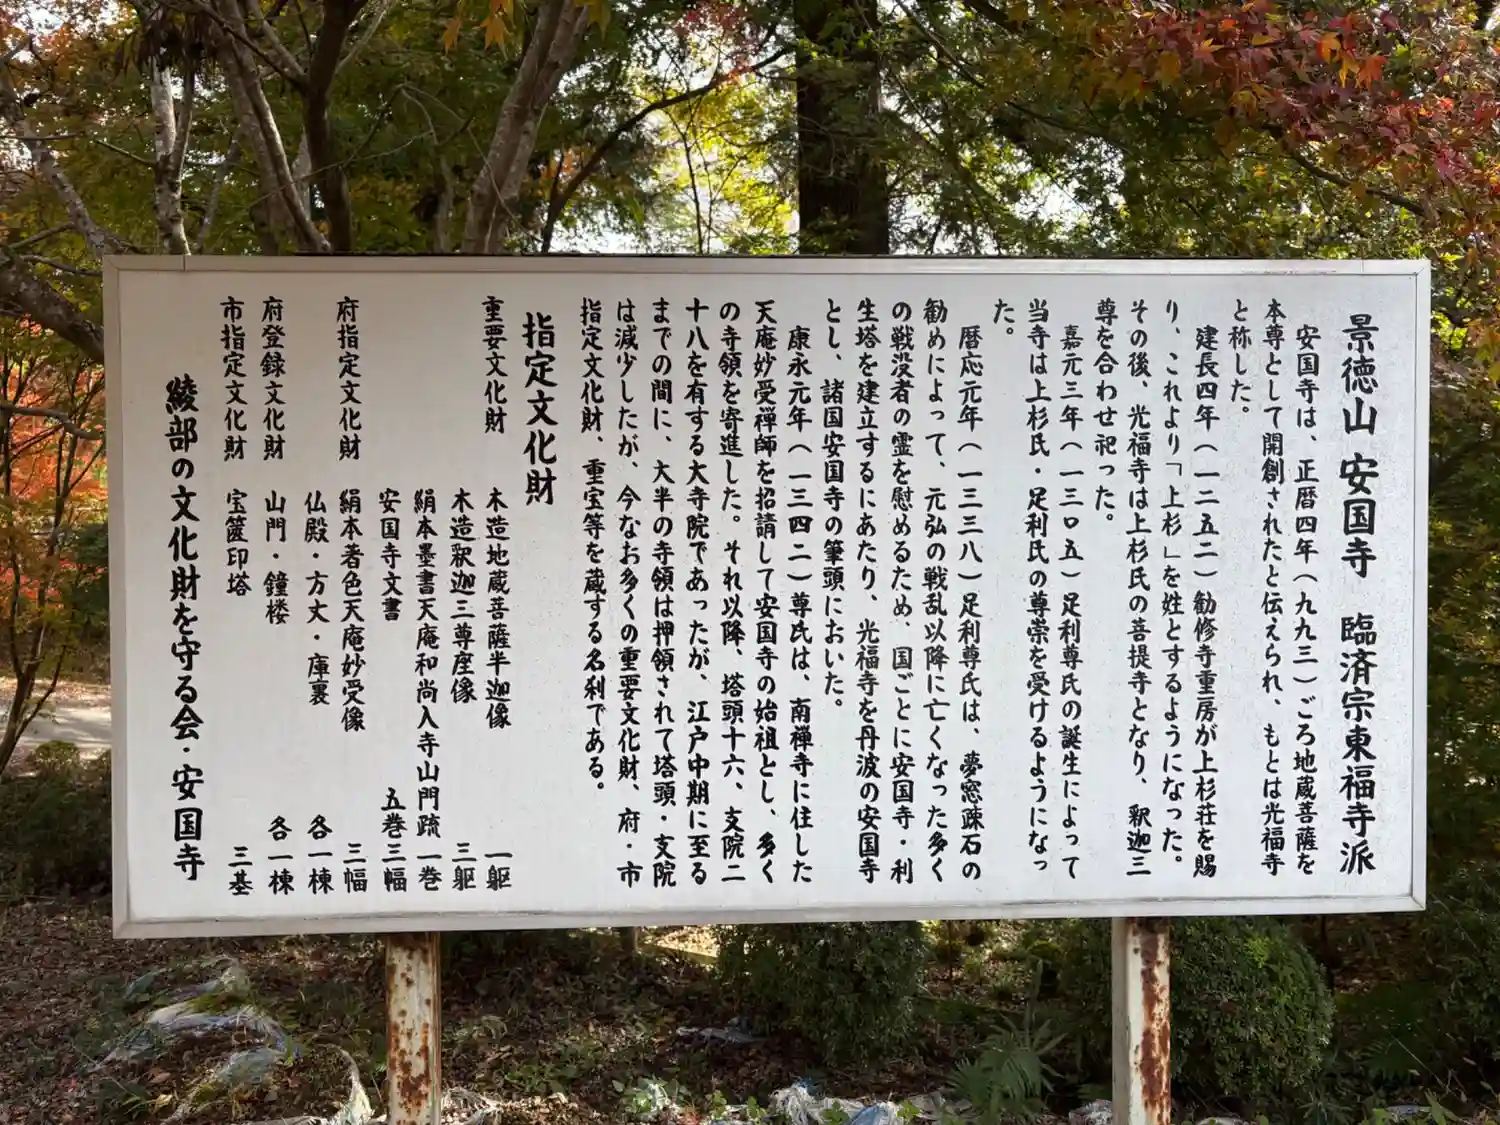 景徳山 安国寺 臨済宗東福寺派
安国寺は、正暦四年(九九三)ごろ地蔵菩薩を
本尊として開創されたと伝えられ、もとは光福寺
と称した。
建長四年(一二五二)勧修寺重房が上杉荘を賜
り、これより「上杉」を姓とするようになった。
その後、光福寺は上杉氏の菩提寺となり、釈迦三
尊を合わせ祀った。
嘉元三年(一三〇五)足利尊氏の誕生によって
当寺は上杉氏・足利氏の尊崇を受けるようになっ
た。
暦応元年(一三三八)足利尊氏は、夢窓疎石の
勧めによって、元弘の戦乱以降に亡くなった多く
の戦没者の霊を慰めるため、国ごとに安国寺・利
生塔を建立するにあたり、光福寺を丹波の安国寺
とし、諸国安国寺の筆頭においた。
康永元年(一三四二)尊氏は、南禅寺に住した
天庵妙受禅師を招請して安国寺の始祖とし、多く
の寺領を寄進した。それ以降、塔頭十六、支院二
十八を有する大寺院であったが、江戸中期に至る
までの間に、大半の寺領は押領されて塔頭・支院
は減少したが、今なお多くの重要文化財、府・市
指定文化財、重宝等を蔵する名刹である。
指定文化財
重要文化財 木造地蔵菩薩半迦像 一躯
木造釈迦三尊座像 三躯
絹本墨書天庵和尚入寺山門疏 一巻
安国寺文書 五巻三幅
府指定文化財 絹本著色天庵妙受像 三幅
仏殿・方丈・庫裏 各一棟
府登録文化財 山門・鐘楼 各一棟
市指定文化財 宝篋印塔 三基
綾部の文化財を守る会・安国寺